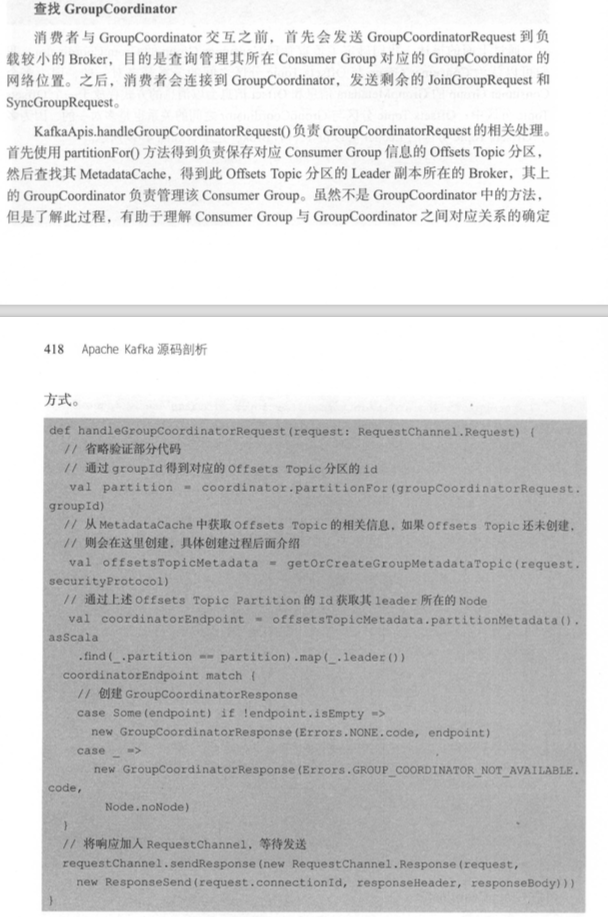 查找 GroupCoordinator
消费者与 GroupCoordinator 交互之前，首先会发送 GroupCoordinatorRequest 到负
载较小的 Broker，目的是查询管理其所在 Consumer Group 对应的 GroupCoordinator 的
网络位置。之后，消费者会连接到 GroupCoordinator，发送剩余的 JoinGroupRequest 和
SyncGroupRequest。
KafkaApis.handleGroupCoordinatorRequest() 负责 GroupCoordinatorRequest 的相关处理。
首先使用 partitionFor() 方法得到负责保存对应 Consumer Group 信息的 Offsets Topic 分区，
然后查找其 MetadataCache，得到此 Offsets Topic 分区的 Leader 副本所在的 Broker，其上
的 GroupCoordinator 负责管理该 Consumer Group。虽然不是 GroupCoordinator 中的方法，
但是了解此过程，有助于理解 Consumer Group 与 GroupCoordinator 之间对应关系的确定
418 Apache Kafka 源码剖析
方式。
def handleGroupCoordinatorRequest(request: RequestChannel.Request) {
// 省略验证部分代码
// 通过 groupId 得到对应的 Offsets Topic 分区的 id
val partition = coordinator.partitionFor(groupCoordinatorRequest.
groupId)
// 从 MetadataCache 中获取 Offsets Topic 的相关信息，如果 Offsets Topic 还未创建，
// 则会在这里创建，具体创建过程后面介绍
val offsetsTopicMetadata = getOrCreateGroupMetadataTopic(request.
securityProtocol)
// 通过上述 Offsets Topic Partition 的 Id 获取其 leader 所在的 Node
val coordinatorEndpoint = offsetsTopicMetadata.partitionMetadata().
asScala
.find(_.partition == partition).map(_.leader())
coordinatorEndpoint match {
// 创建 GroupCoordinatorResponse
case Some(endpoint) if !endpoint.isEmpty =>
new GroupCoordinatorResponse(Errors.NONE.code, endpoint)
case _ =>
new GroupCoordinatorResponse(Errors.GROUP_COORDINATOR_NOT_AVAILABLE.
code,
Node.noNode)
}
// 将响应加入 RequestChannel，等待发送
requestChannel.sendResponse(new RequestChannel.Response(request,
new ResponseSend(request.connectionId, responseHeader, responseBody)))
}